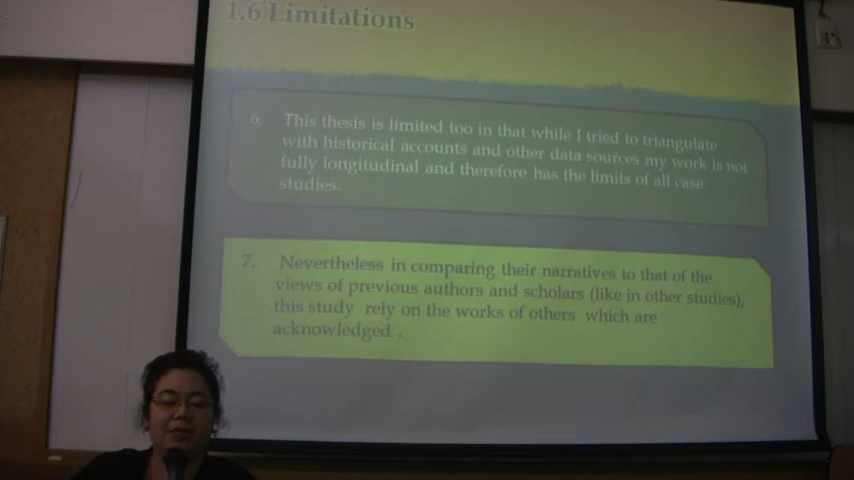 1.6 Limitations
6. This thesis is limited too in that while I tried to triangulate
with historical accounts and other data sources my work is not
fully longitudinal and therefore has the limits of all case
studies.
7. Nevertheless in comparing their narratives to that of the
views of previous authors and scholars (like in other studies),
this study rely on the works of others which are
acknowledged .